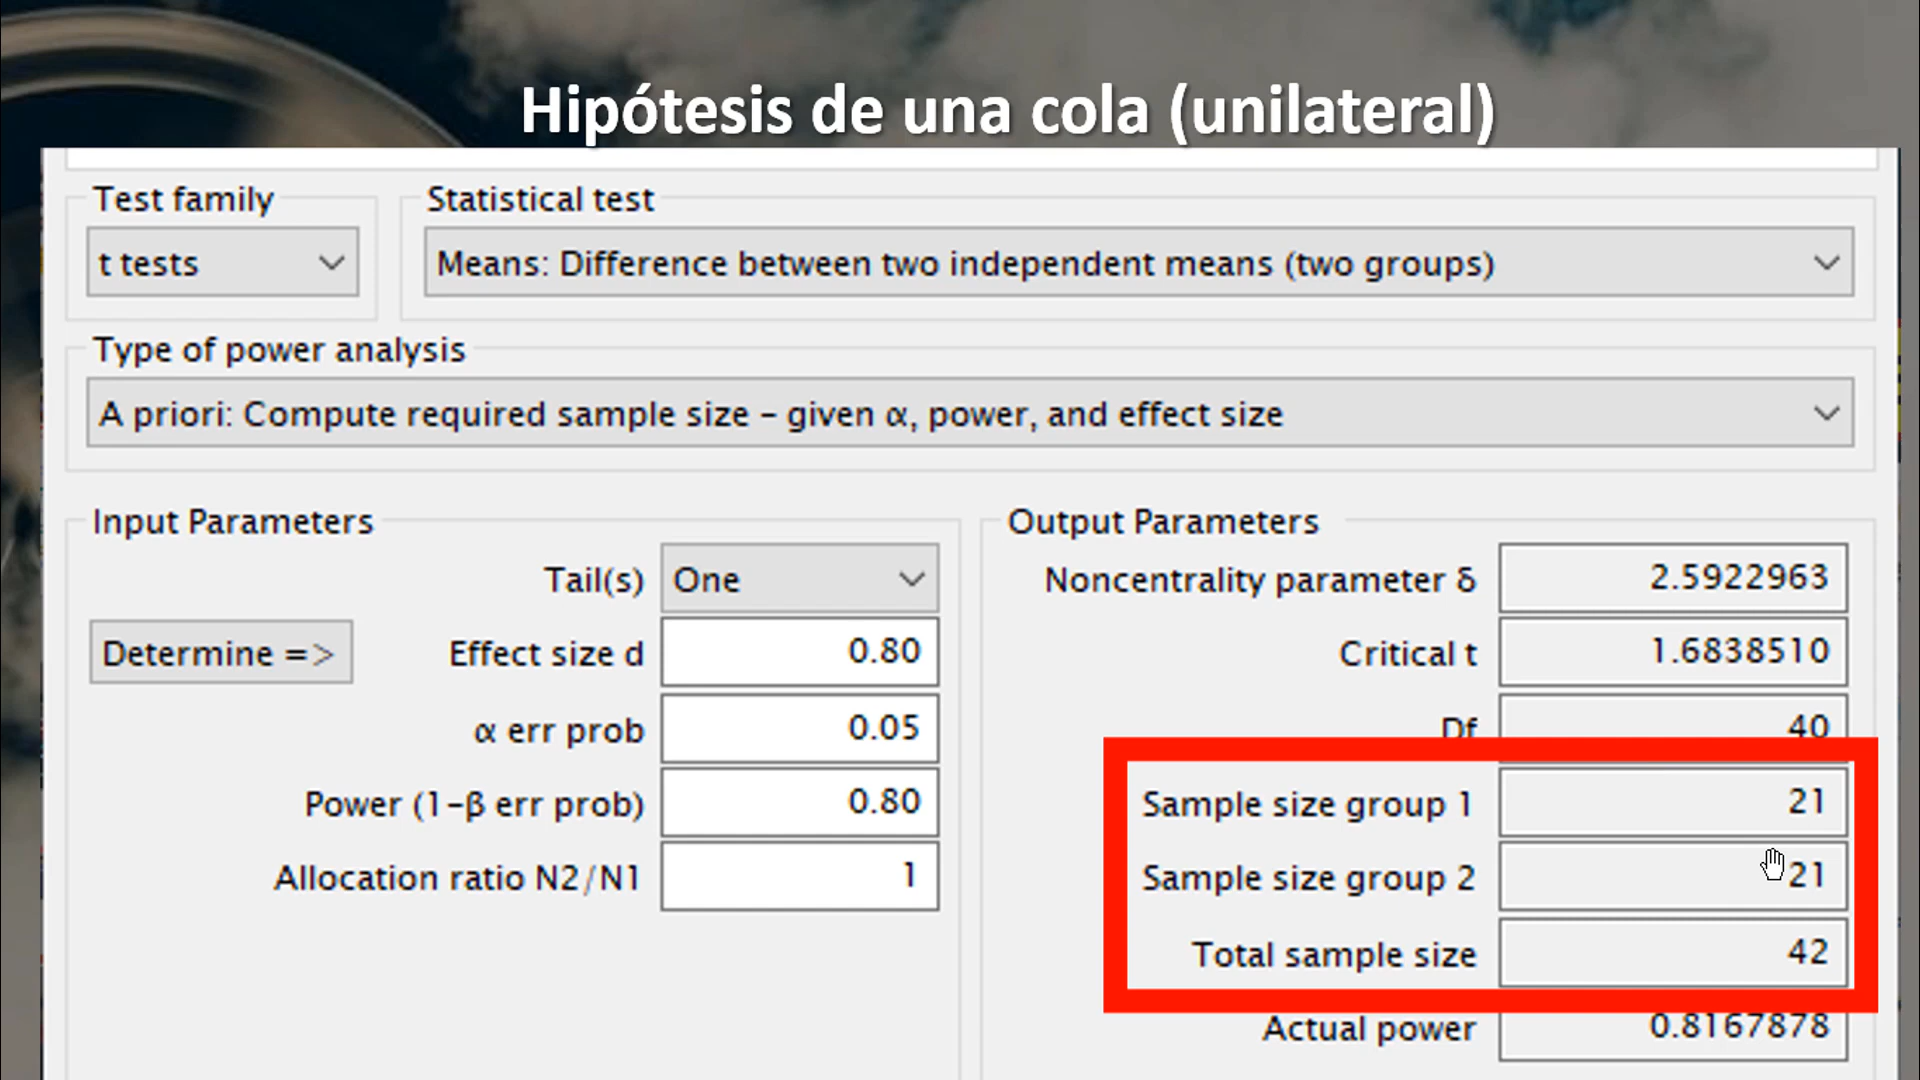 Hipótesis de una cola (unilateral)
Test family
Statistical test
t tests
Means: Difference between two independent means (two groups)
Type of power analysis
A priori: Compute required sample size – given α, power, and effect size
Input Parameters
Tail(s) One
Determine => Effect size d 0.80
α err prob 0.05
Power (1-β err prob) 0.80
Allocation ratio N2/N1 1
Output Parameters
Noncentrality parameter δ 2.5922963
Critical t 1.6838510
Df 40
Sample size group 1 21
Sample size group 2 21
Total sample size 42
Actual power 0.8167878